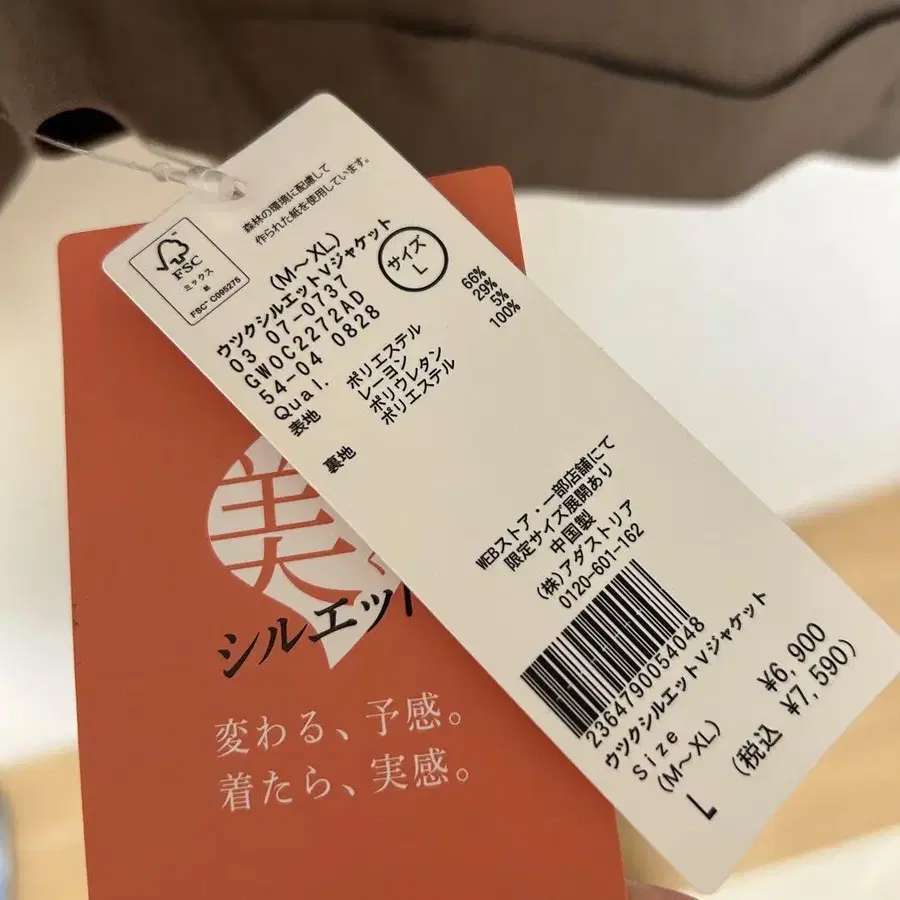 森林の環境に配慮して
作られた紙を使用しています。
FSC
ミックス
紙
FSC™ C095275
(M～XL)
ウツクシルエットVジャケット
03 07-0737
GWOC2272AD
54-04 0828
サイズ
L
Qual.
表地 ポリエステル 66%
レーヨン 29%
ポリウレタン 5%
裏地 ポリエステル 100%
WEBストア・一部店舗にて
限定サイズ展開あり
中国製
(株)アダストリア
0120-601-162
2364790054048
ウツクシルエットVジャケット
Size
(M～XL)
L
¥6,900
(税込 ¥7,590)
美
シルエット
変わる、予感。
着たら、実感。